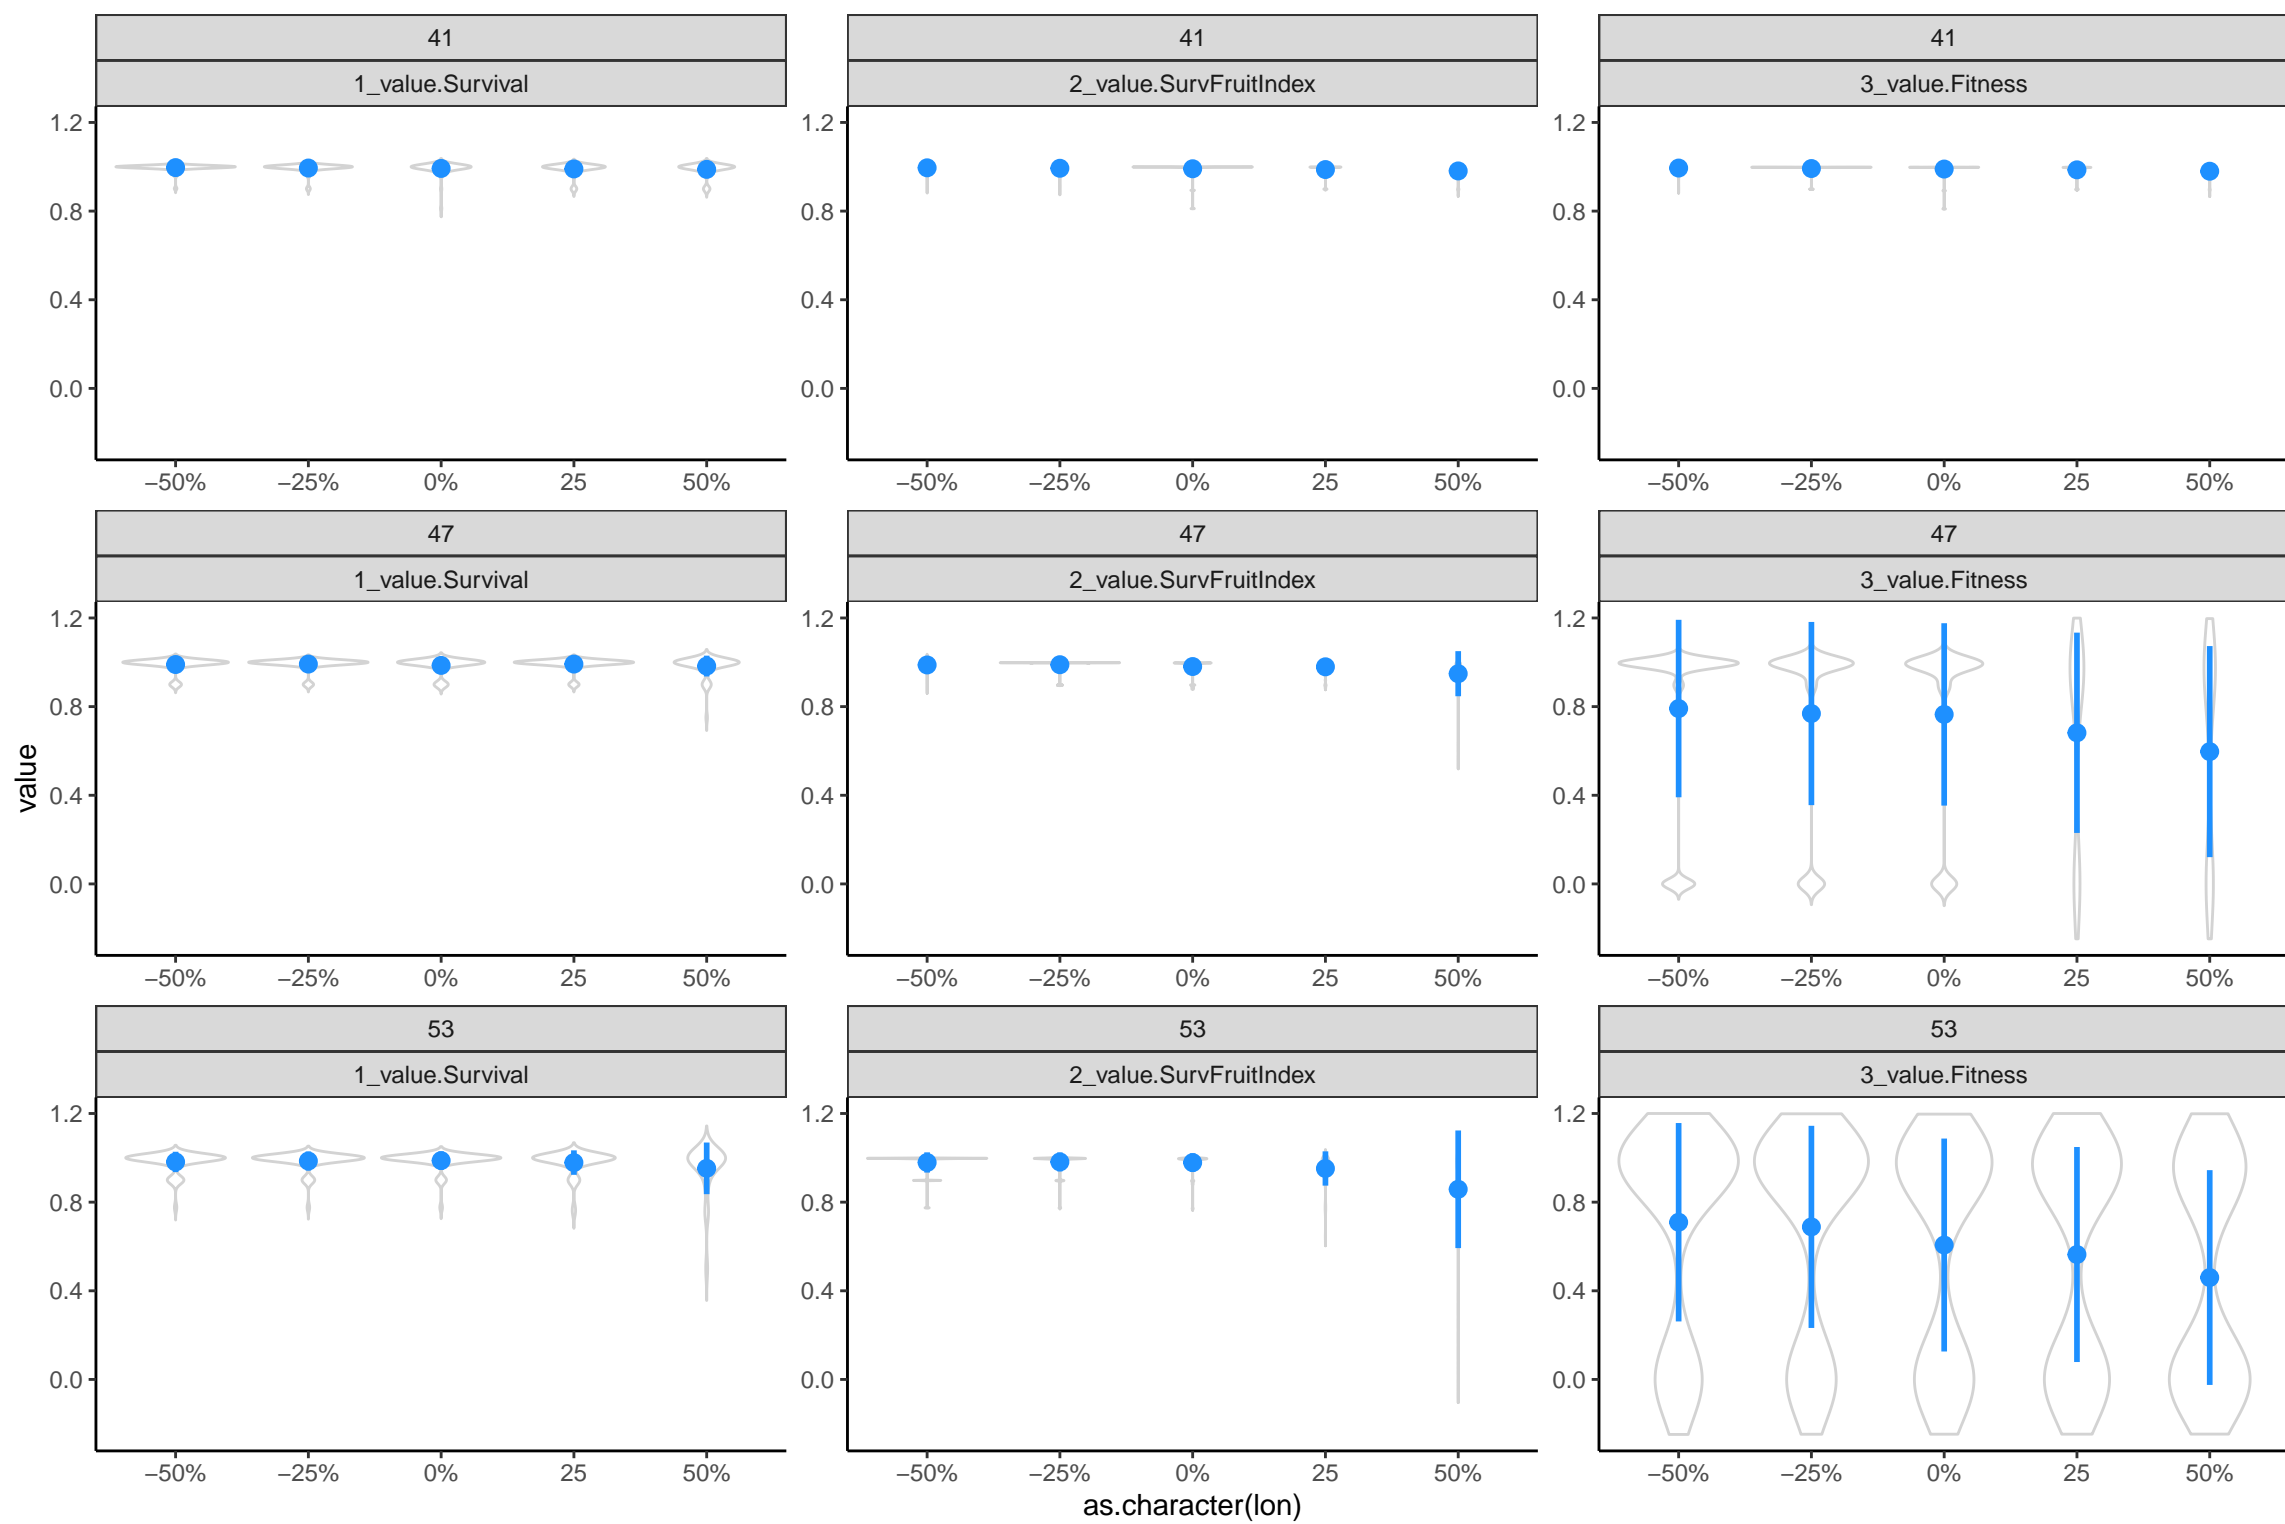 41 41 41
1_value.Survival 2_value.SurvFruitIndex 3_value.Fitness
1.2 1.2 1.2
0.8 0.8 0.8
0.4 0.4 0.4
0.0 0.0 0.0
−50% −25% 0% 25 50% −50% −25% 0% 25 50% −50% −25% 0% 25 50%
47 47 47
1_value.Survival 2_value.SurvFruitIndex 3_value.Fitness
1.2 1.2 1.2
0.8 0.8 0.8
value
0.4 0.4 0.4
0.0 0.0 0.0
−50% −25% 0% 25 50% −50% −25% 0% 25 50% −50% −25% 0% 25 50%
53 53 53
1_value.Survival 2_value.SurvFruitIndex 3_value.Fitness
1.2 1.2 1.2
0.8 0.8 0.8
0.4 0.4 0.4
0.0 0.0 0.0
−50% −25% 0% 25 50% −50% −25% 0% 25 50% −50% −25% 0% 25 50%
as.character(lon)